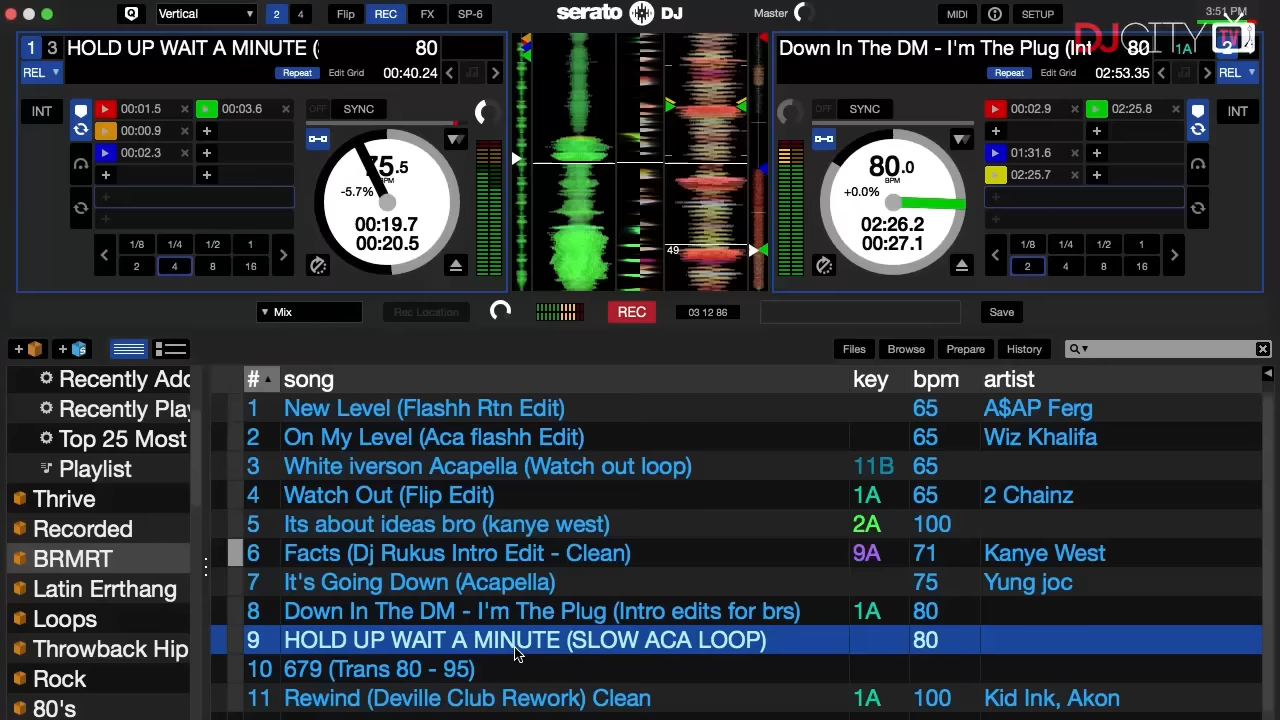 Vertical 2 4 Flip REC FX SP-6 serato DJ Master MIDI SETUP 3:51 PM
DJCITY TV
1 3 HOLD UP WAIT A MINUTE ( 80
REL Repeat Edit Grid 00:40.24
INT 00:01.5 00:03.6 OFF SYNC
00:00.9
00:02.3
75.5
BPM
-5.7%
00:19.7
00:20.5
1/8 1/4 1/2 1
2 4 8 16
49
Down In The DM - I'm The Plug (Int 80 1A 2
Repeat Edit Grid 02:53.35 REL
OFF SYNC 00:02.9 02:25.8 INT
01:31.6
02:25.7
80.0
BPM
+0.0%
02:26.2
00:27.1
1/8 1/4 1/2 1
2 4 8 16
Mix Rec Location REC 03 12 86 Save
Files Browse Prepare History
# song key bpm artist
Recently Adc
Recently Play
Top 25 Most
Playlist
Thrive
Recorded
BRMRT
Latin Errthang
Loops
Throwback Hip
Rock
80's
1 New Level (Flashh Rtn Edit) 65 A$AP Ferg
2 On My Level (Aca flashh Edit) 65 Wiz Khalifa
3 White iverson Acapella (Watch out loop) 11B 65
4 Watch Out (Flip Edit) 1A 65 2 Chainz
5 Its about ideas bro (kanye west) 2A 100
6 Facts (Dj Rukus Intro Edit - Clean) 9A 71 Kanye West
7 It's Going Down (Acapella) 75 Yung joc
8 Down In The DM - I'm The Plug (Intro edits for brs) 1A 80
9 HOLD UP WAIT A MINUTE (SLOW ACA LOOP) 80
10 679 (Trans 80 - 95)
11 Rewind (Deville Club Rework) Clean 1A 100 Kid Ink, Akon